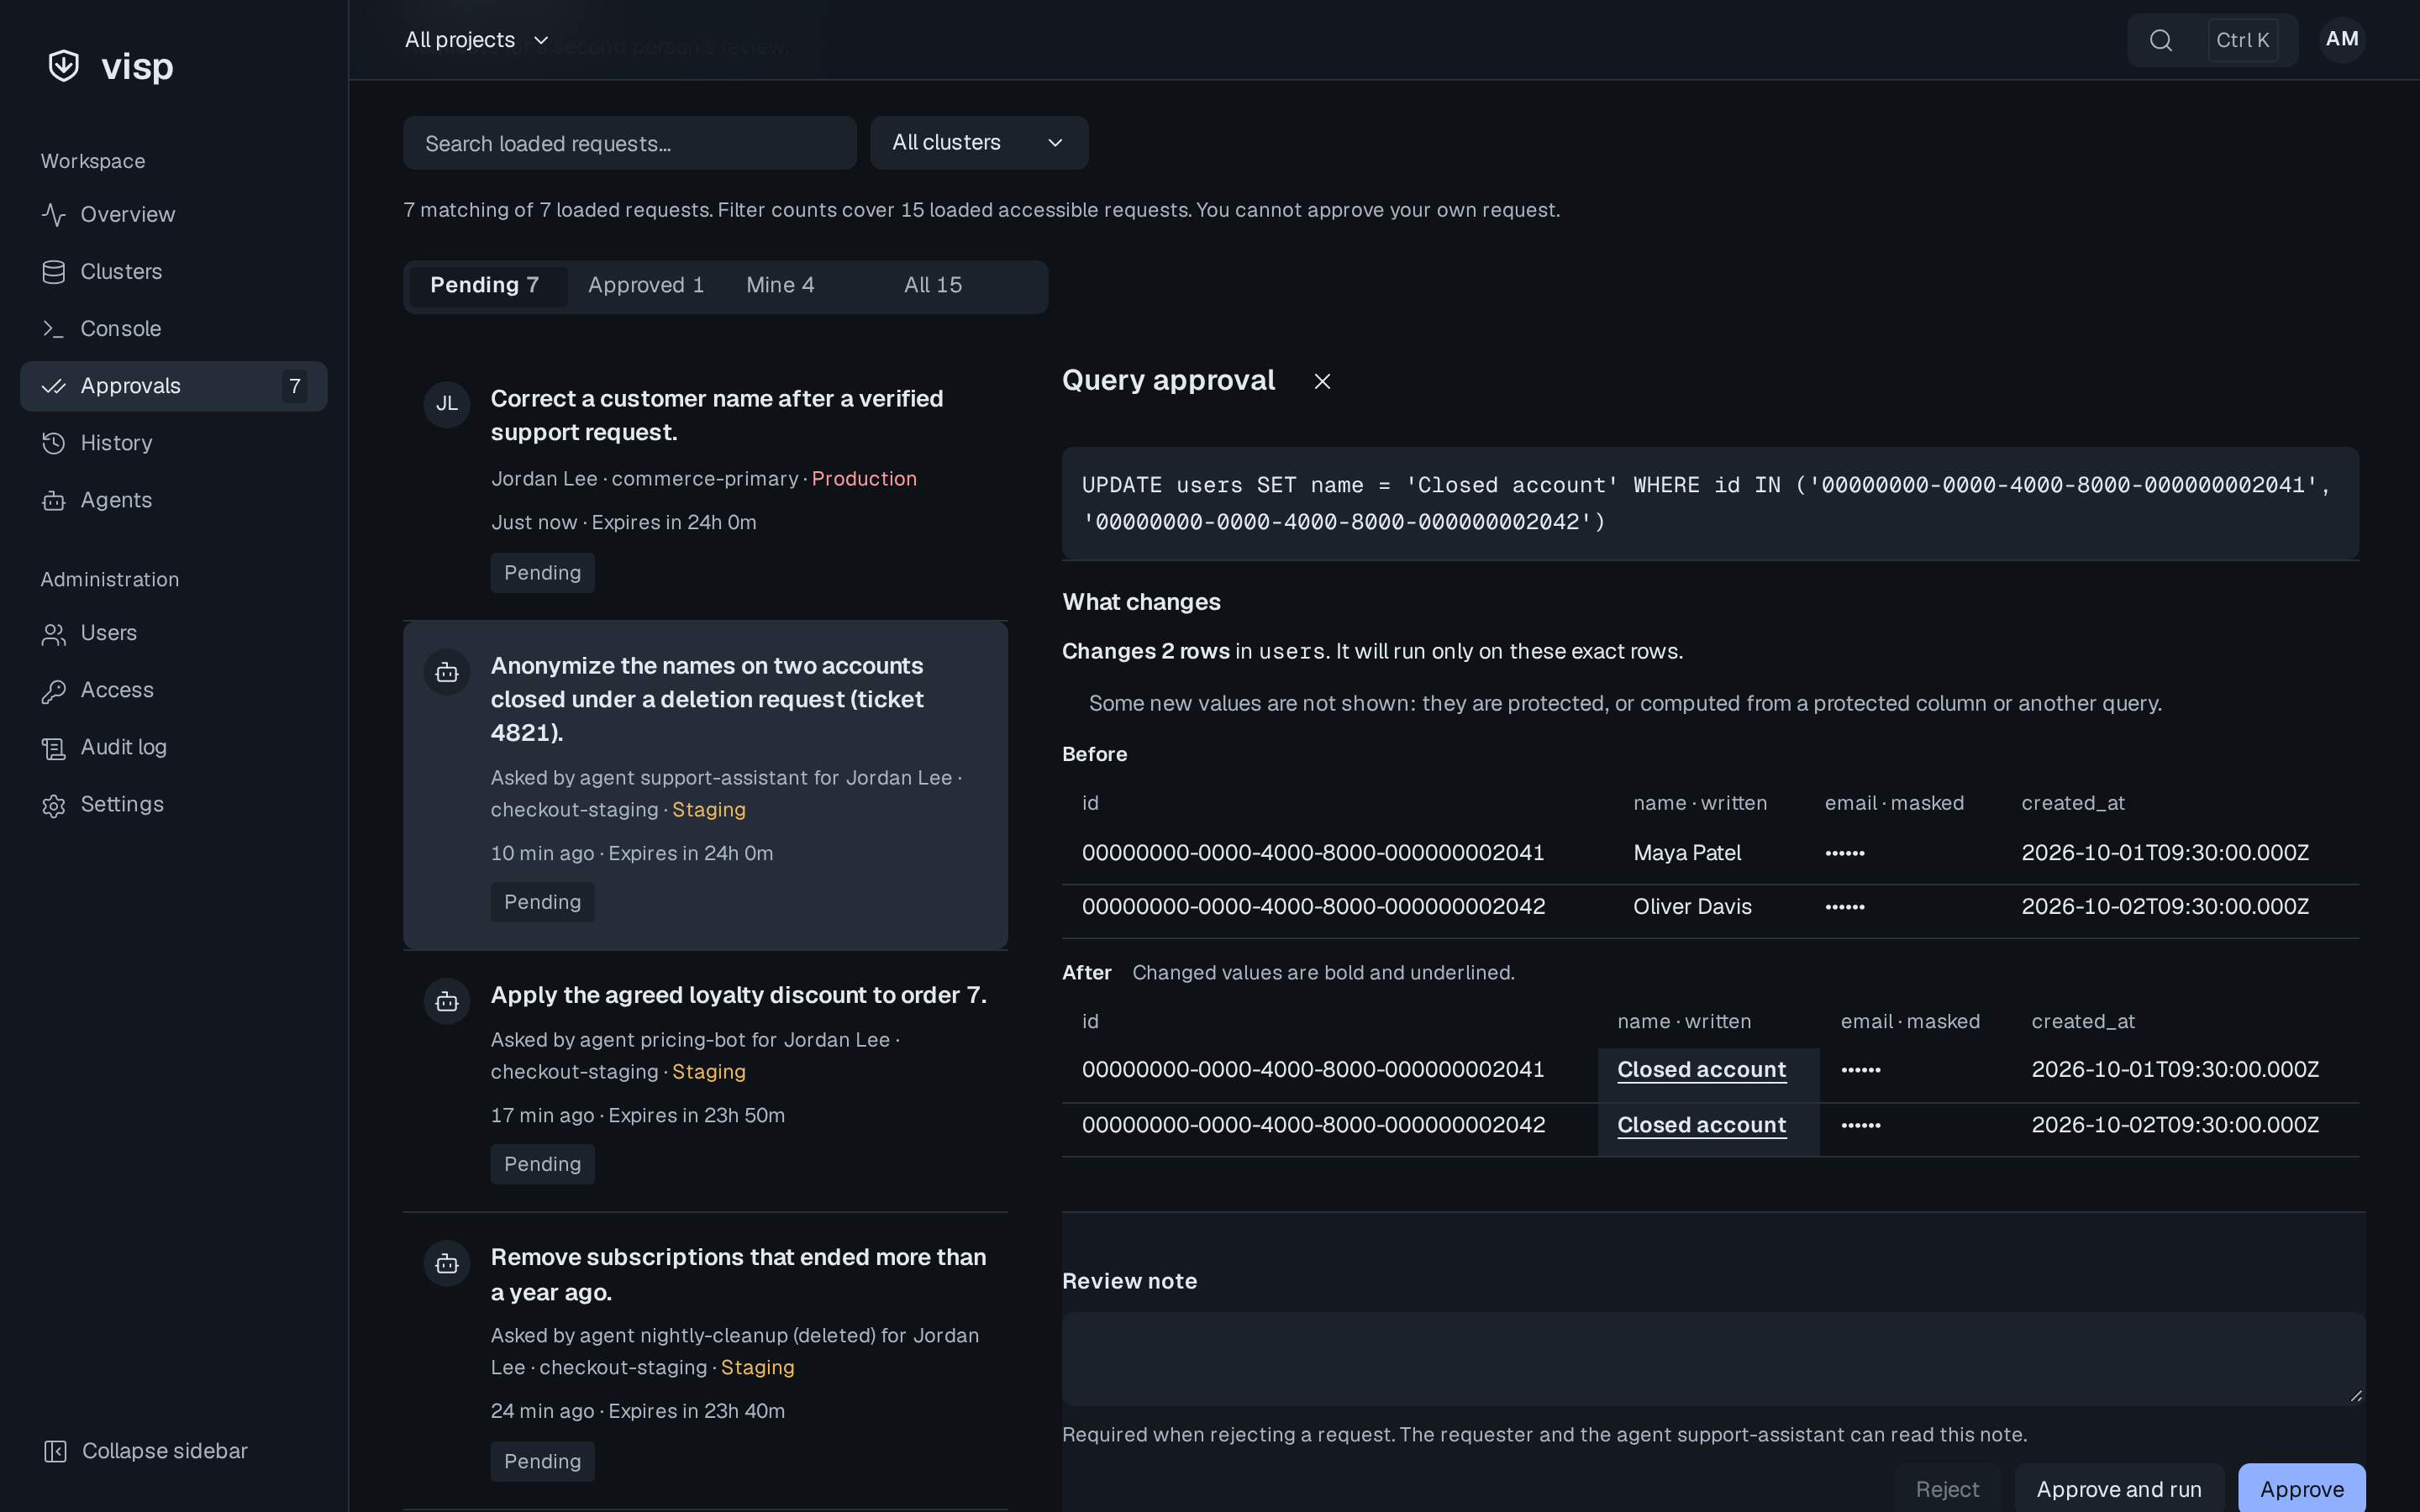 visp
Workspace
Overview
Clusters
Console
Approvals 7
History
Agents
Administration
Users
Access
Audit log
Settings
Collapse sidebar
All projects
a second person's review.
Ctrl K
AM
Search loaded requests...
All clusters
7 matching of 7 loaded requests. Filter counts cover 15 loaded accessible requests. You cannot approve your own request.
Pending 7 Approved 1 Mine 4 All 15
JL
Correct a customer name after a verified
support request.
Jordan Lee · commerce-primary · Production
Just now · Expires in 24h 0m
Pending
Anonymize the names on two accounts
closed under a deletion request (ticket
4821).
Asked by agent support-assistant for Jordan Lee ·
checkout-staging · Staging
10 min ago · Expires in 24h 0m
Pending
Apply the agreed loyalty discount to order 7.
Asked by agent pricing-bot for Jordan Lee ·
checkout-staging · Staging
17 min ago · Expires in 23h 50m
Pending
Remove subscriptions that ended more than
a year ago.
Asked by agent nightly-cleanup (deleted) for Jordan
Lee · checkout-staging · Staging
24 min ago · Expires in 23h 40m
Pending
Query approval
UPDATE users SET name = 'Closed account' WHERE id IN ('00000000-0000-4000-8000-000000002041',
'00000000-0000-4000-8000-000000002042')
What changes
Changes 2 rows in users. It will run only on these exact rows.
Some new values are not shown: they are protected, or computed from a protected column or another query.
Before
id name · written email · masked created_at
00000000-0000-4000-8000-000000002041 Maya Patel •••••• 2026-10-01T09:30:00.000Z
00000000-0000-4000-8000-000000002042 Oliver Davis •••••• 2026-10-02T09:30:00.000Z
After Changed values are bold and underlined.
id name · written email · masked created_at
00000000-0000-4000-8000-000000002041 Closed account •••••• 2026-10-01T09:30:00.000Z
00000000-0000-4000-8000-000000002042 Closed account •••••• 2026-10-02T09:30:00.000Z
Review note
Required when rejecting a request. The requester and the agent support-assistant can read this note.
Reject Approve and run Approve